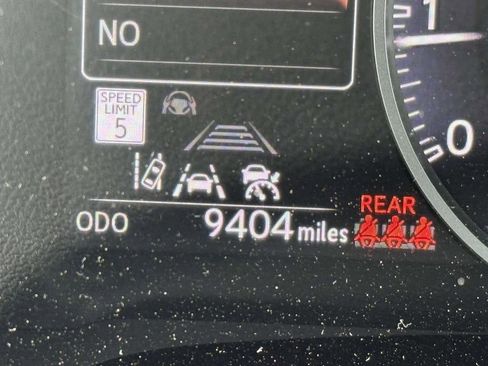 NO
SPEED
LIMIT
5
1
0
REAR
ODO 9404 miles